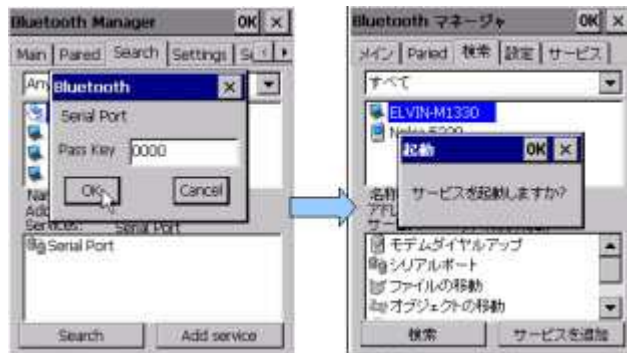 Bluetooth Manager OK ×
Main Pared Search Settings
Any
Bluetooth ×
Serial Port
Pass Key 0000
OK Cancel
Services: Serial Port
Serial Port
Search Add service
Bluetooth マネージャ OK ×
メイン Paried 検索 設定 サービス
すべて
ELVIN-M1330
起動 OK ×
サービスを起動しますか?
名称
モデムダイヤルアップ
シリアルポート
ファイルの移動
オブジェクトの移動
検索 サービスを追加